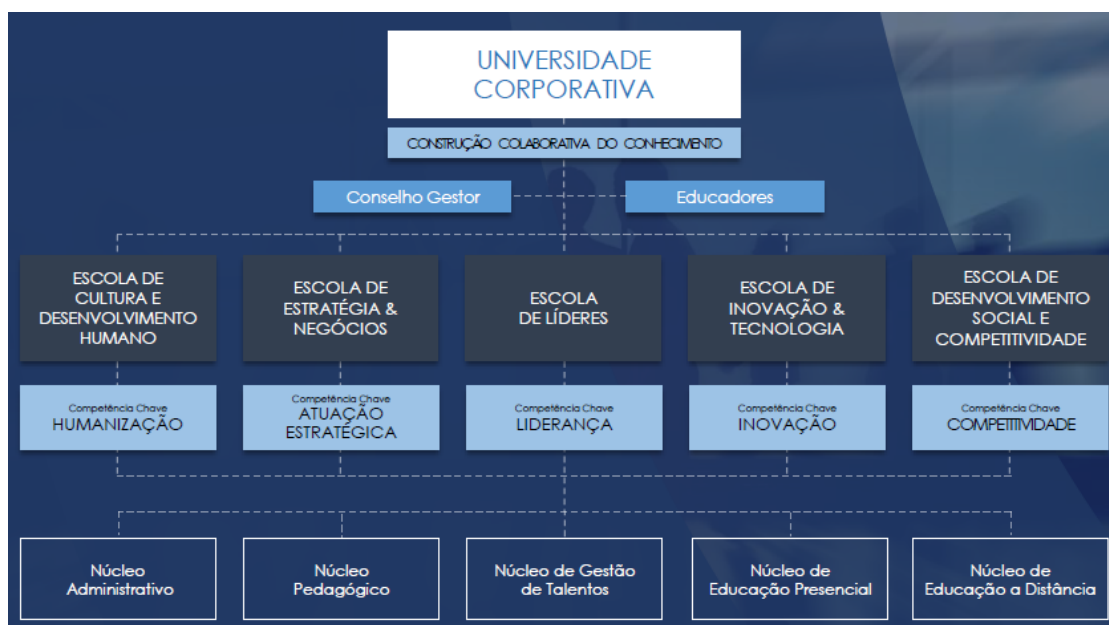 UNIVERSIDADE
CORPORATIVA
CONSTRUÇÃO COLABORATIVA DO CONHECIMENTO
Conselho Gestor
Educadores
ESCOLA DE
CULTURA E
DESENVOLVIMENTO
HUMANO
ESCOLA DE
ESTRATÉGIA &
NEGÓCIOS
ESCOLA
DE LÍDERES
ESCOLA DE
INOVAÇÃO &
TECNOLOGIA
ESCOLA DE
DESENVOLVIMENTO
SOCIAL E
COMPETITIVIDADE
Competência Chave
HUMANIZAÇÃO
Competência Chave
ATUAÇÃO
ESTRATÉGICA
Competência Chave
LIDERANÇA
Competência Chave
INOVAÇÃO
Competência Chave
COMPETITIVIDADE
Núcleo
Administrativo
Núcleo
Pedagógico
Núcleo de Gestão
de Talentos
Núcleo de
Educação Presencial
Núcleo de
Educação a Distância